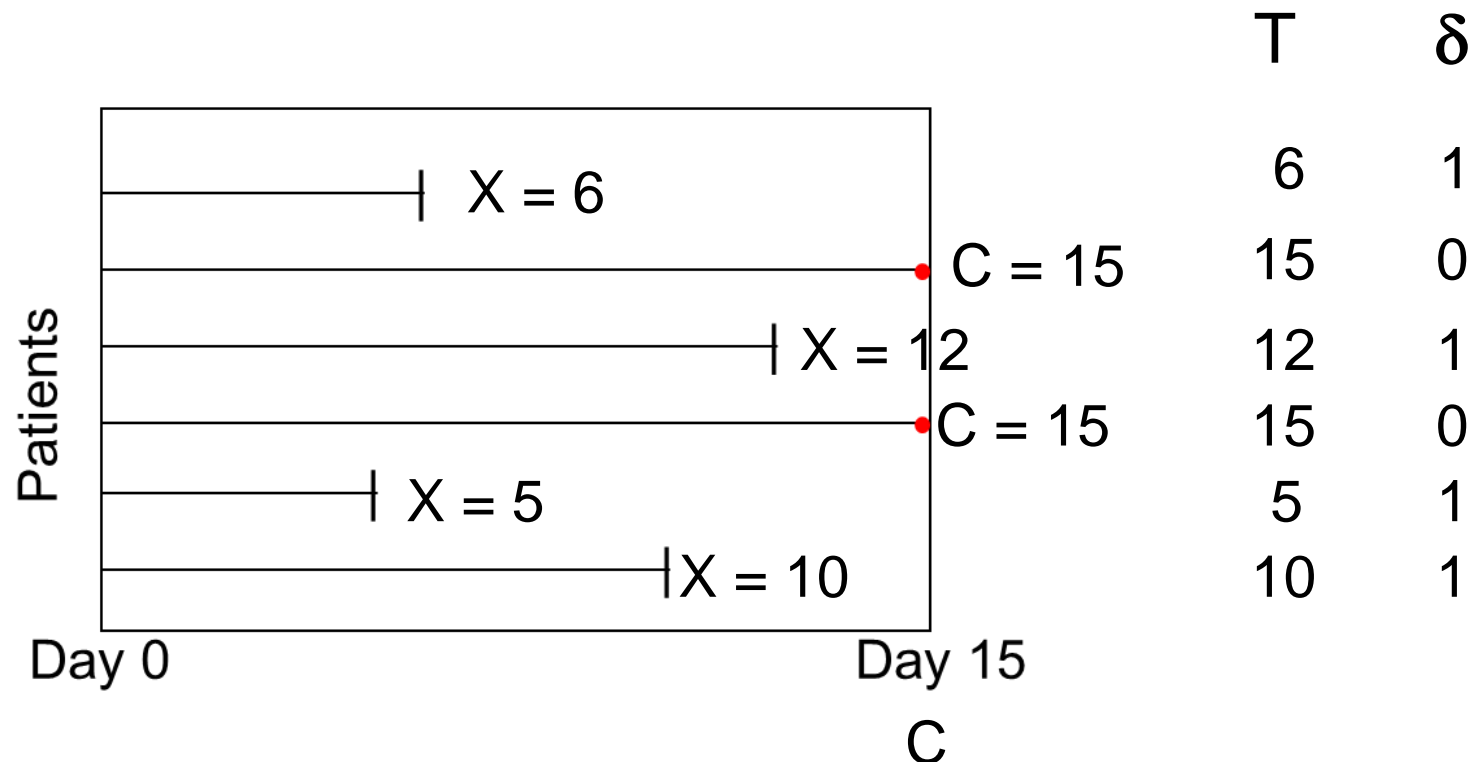 T δ
X = 6 6 1
C = 15 15 0
X = 12 12 1
C = 15 15 0
X = 5 5 1
X = 10 10 1
Patients
Day 0 Day 15
C